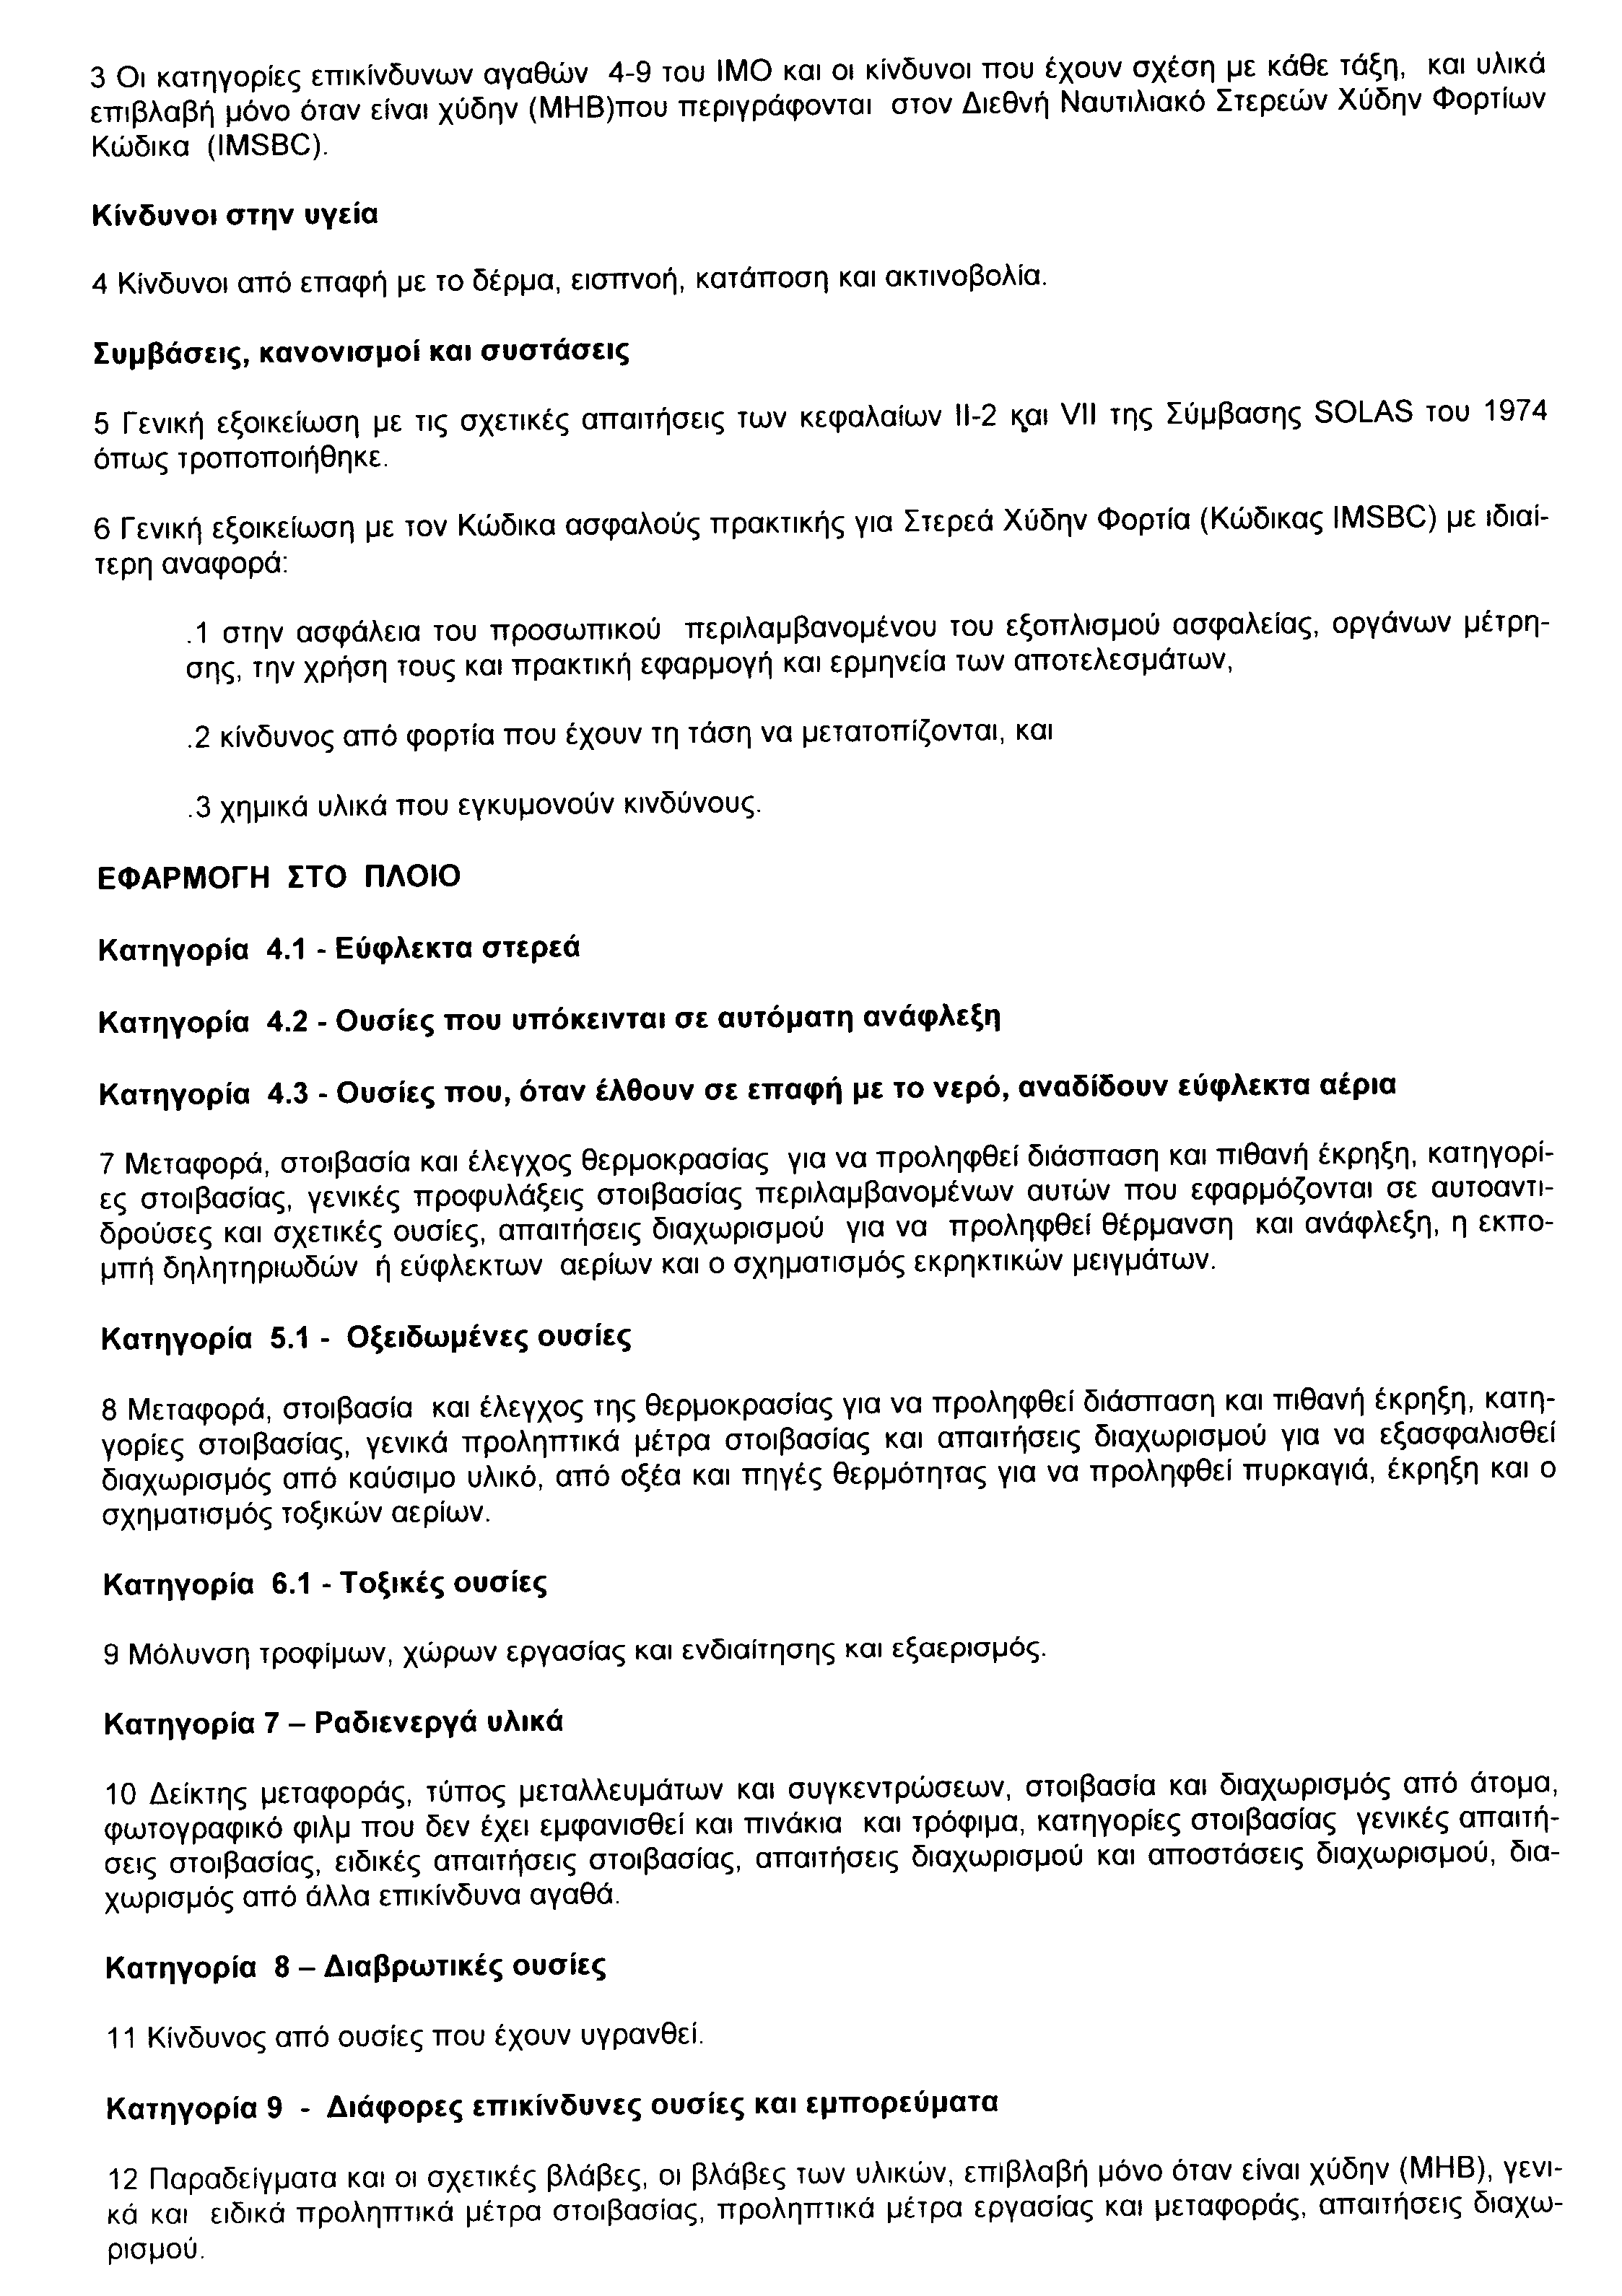 3 Οι κατηγορίες επικίνδυνων αγαθών 4-9 του ΙΜΟ και οι κίνδυνοι που έχουν σχέση με κάθε τάξη, και υλικά
επιβλαβή μόνο όταν είναι χύδην (MHB)που περιγράφονται στον Διεθνή Ναυτιλιακό Στερεών Χύδην Φορτίων
Κώδικα (IMSBC).
Κίνδυνοι στην υγεία
4 Κίνδυνοι από επαφή με το δέρμα, εισπνοή, κατάποση και ακτινοβολία.
Συμβάσεις, κανονισμοί και συστάσεις
5 Γενική εξοικείωση με τις σχετικές απαιτήσεις των κεφαλαίων II-2 και VII της Σύμβασης SOLAS του 1974
όπως τροποποιήθηκε.
6 Γενική εξοικείωση με τον Κώδικα ασφαλούς πρακτικής για Στερεά Χύδην Φορτία (Κώδικας IMSBC) με ιδιαί-
τερη αναφορά:
.1 στην ασφάλεια του προσωπικού περιλαμβανομένου του εξοπλισμού ασφαλείας, οργάνων μέτρη-
σης, την χρήση τους και πρακτική εφαρμογή και ερμηνεία των αποτελεσμάτων,
.2 κίνδυνος από φορτία που έχουν τη τάση να μετατοπίζονται, και
.3 χημικά υλικά που εγκυμονούν κινδύνους.
ΕΦΑΡΜΟΓΗ ΣΤΟ ΠΛΟΙΟ
Κατηγορία 4.1 - Εύφλεκτα στερεά
Κατηγορία 4.2 - Ουσίες που υπόκεινται σε αυτόματη ανάφλεξη
Κατηγορία 4.3 - Ουσίες που, όταν έλθουν σε επαφή με το νερό, αναδίδουν εύφλεκτα αέρια
7 Μεταφορά, στοιβασία και έλεγχος θερμοκρασίας για να προληφθεί διάσπαση και πιθανή έκρηξη, κατηγορί-
ες στοιβασίας, γενικές προφυλάξεις στοιβασίας περιλαμβανομένων αυτών που εφαρμόζονται σε αυτοαντι-
δρούσες και σχετικές ουσίες, απαιτήσεις διαχωρισμού για να προληφθεί θέρμανση και ανάφλεξη, η εκπο-
μπή δηλητηριωδών ή εύφλεκτων αερίων και ο σχηματισμός εκρηκτικών μειγμάτων.
Κατηγορία 5.1 - Οξειδωμένες ουσίες
8 Μεταφορά, στοιβασία και έλεγχος της θερμοκρασίας για να προληφθεί διάσπαση και πιθανή έκρηξη, κατη-
γορίες στοιβασίας, γενικά προληπτικά μέτρα στοιβασίας και απαιτήσεις διαχωρισμού για να εξασφαλισθεί
διαχωρισμός από καύσιμο υλικό, από οξέα και πηγές θερμότητας για να προληφθεί πυρκαγιά, έκρηξη και ο
σχηματισμός τοξικών αερίων.
Κατηγορία 6.1 - Τοξικές ουσίες
9 Μόλυνση τροφίμων, χώρων εργασίας και ενδιαίτησης και εξαερισμός.
Κατηγορία 7 – Ραδιενεργά υλικά
10 Δείκτης μεταφοράς, τύπος μεταλλευμάτων και συγκεντρώσεων, στοιβασία και διαχωρισμός από άτομα,
φωτογραφικό φιλμ που δεν έχει εμφανισθεί και πινάκια και τρόφιμα, κατηγορίες στοιβασίας γενικές απαιτή-
σεις στοιβασίας, ειδικές απαιτήσεις στοιβασίας, απαιτήσεις διαχωρισμού και αποστάσεις διαχωρισμού, δια-
χωρισμός από άλλα επικίνδυνα αγαθά.
Κατηγορία 8 – Διαβρωτικές ουσίες
11 Κίνδυνος από ουσίες που έχουν υγρανθεί.
Κατηγορία 9 - Διάφορες επικίνδυνες ουσίες και εμπορεύματα
12 Παραδείγματα και οι σχετικές βλάβες, οι βλάβες των υλικών, επιβλαβή μόνο όταν είναι χύδην (MHB), γενι-
κά και ειδικά προληπτικά μέτρα στοιβασίας, προληπτικά μέτρα εργασίας και μεταφοράς, απαιτήσεις διαχω-
ρισμού.